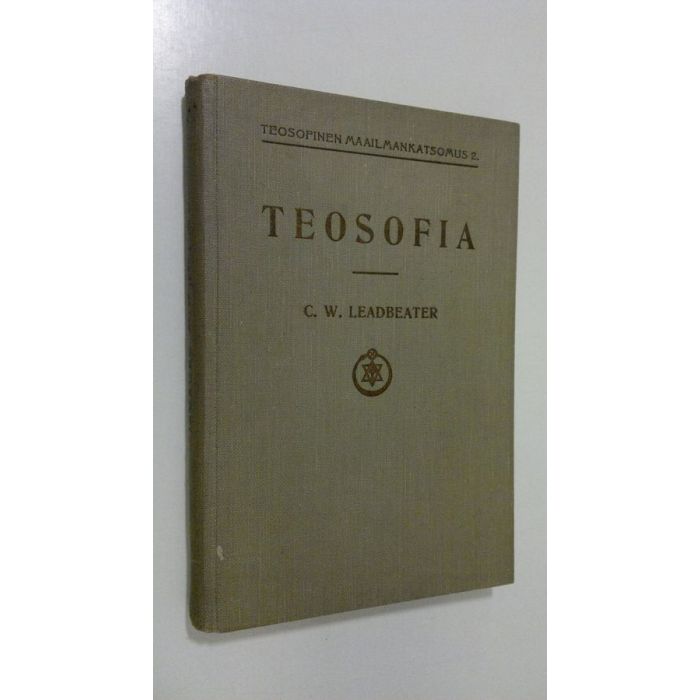 TEOSOFINEN MAAILMANKATSOMUS 2.
TEOSOFIA
C. W. LEADBEATER